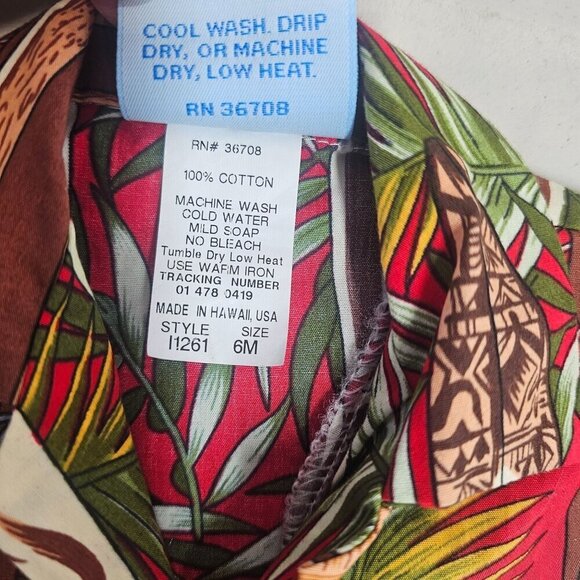 COOL WASH. DRIP
DRY, OR MACHINE
DRY, LOW HEAT.
RN 36708
RN# 36708
100% COTTON
MACHINE WASH
COLD WATER
MILD SOAP
NO BLEACH
Tumble Dry Low Heat
USE WARM IRON
TRACKING NUMBER
01 478 0419
MADE IN HAWAII, USA
STYLE SIZE
I1261 6M